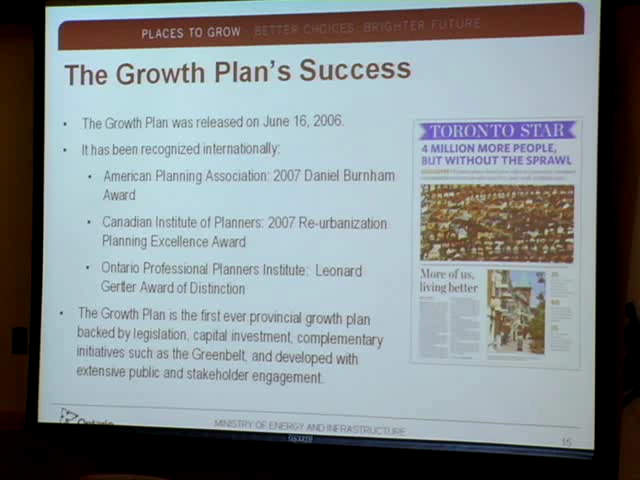 PLACES TO GROW BETTER CHOICES. BRIGHTER FUTURE.
The Growth Plan's Success
• The Growth Plan was released on June 16, 2006.
• It has been recognized internationally:
• American Planning Association: 2007 Daniel Burnham
Award
• Canadian Institute of Planners: 2007 Re-urbanization
Planning Excellence Award
• Ontario Professional Planners Institute: Leonard
Gertler Award of Distinction
• The Growth Plan is the first ever provincial growth plan
backed by legislation, capital investment, complementary
initiatives such as the Greenbelt, and developed with
extensive public and stakeholder engagement.
TORONTO STAR
4 MILLION MORE PEOPLE,
BUT WITHOUT THE SPRAWL
More of us,
living better
Ontario
MINISTRY OF ENERGY AND INFRASTRUCTURE
15